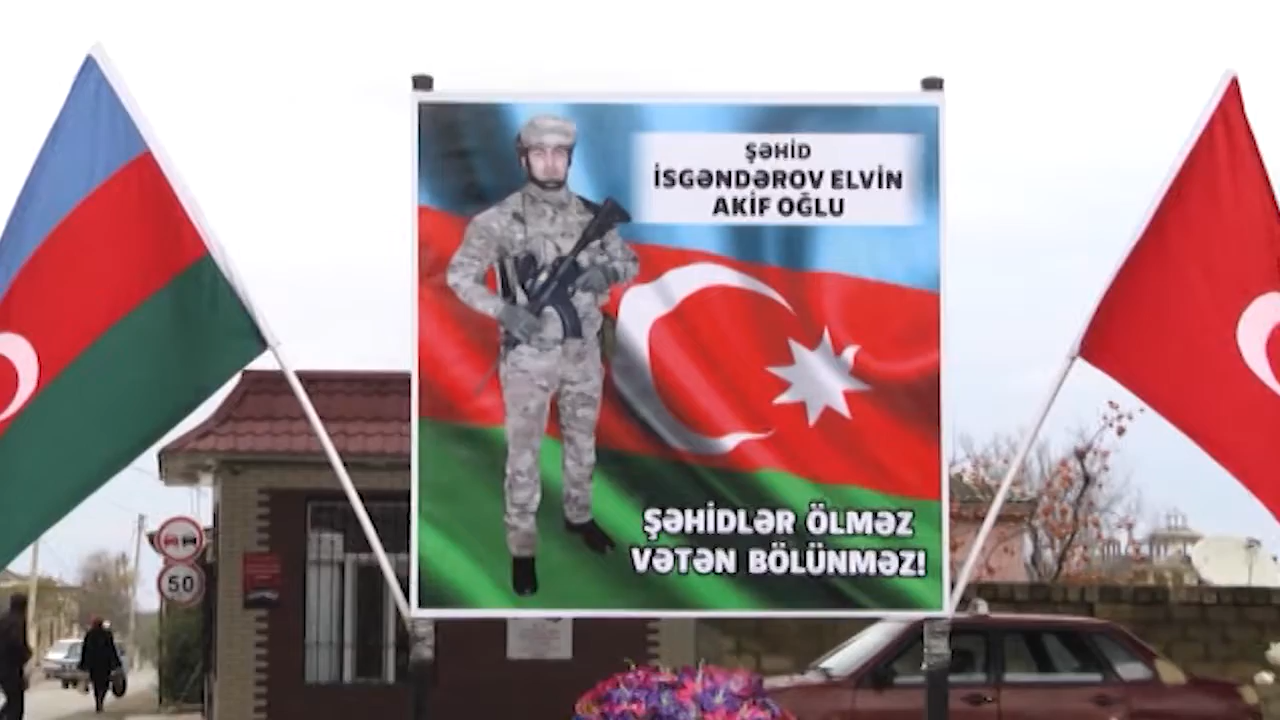 ŞƏHİD
İSGƏNDƏROV ELVİN
AKİF OĞLU
ŞƏHİDLƏR ÖLMƏZ
VƏTƏN BÖLÜNMƏZ!
50